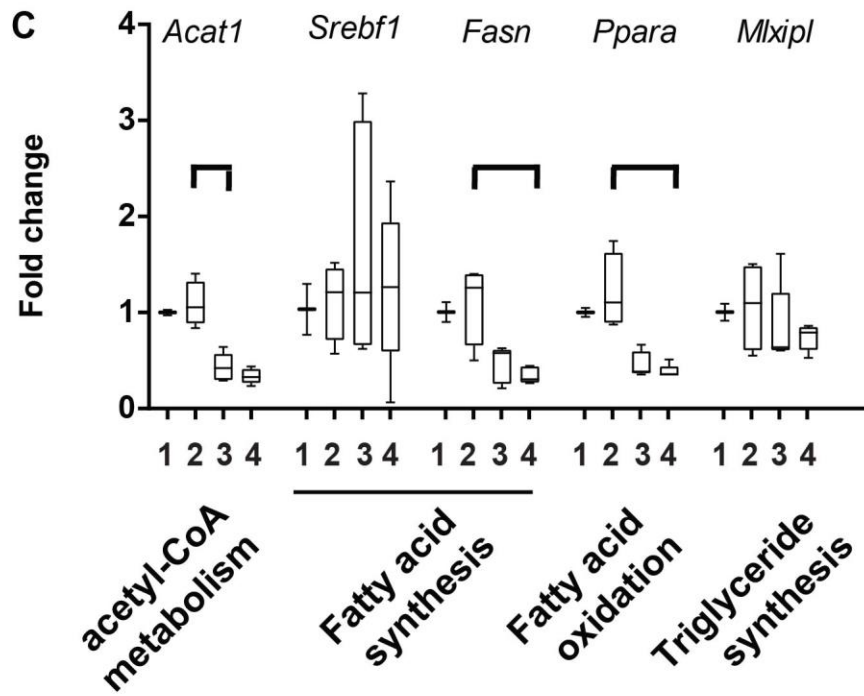 C
Acat1 Srebf1 Fasn Ppara Mlxipl
4
3
2
1
0
Fold change
1 2 3 4 1 2 3 4 1 2 3 4 1 2 3 4 1 2 3 4
acetyl-CoA
metabolism
Fatty acid
synthesis
Fatty acid
oxidation
Triglyceride
synthesis